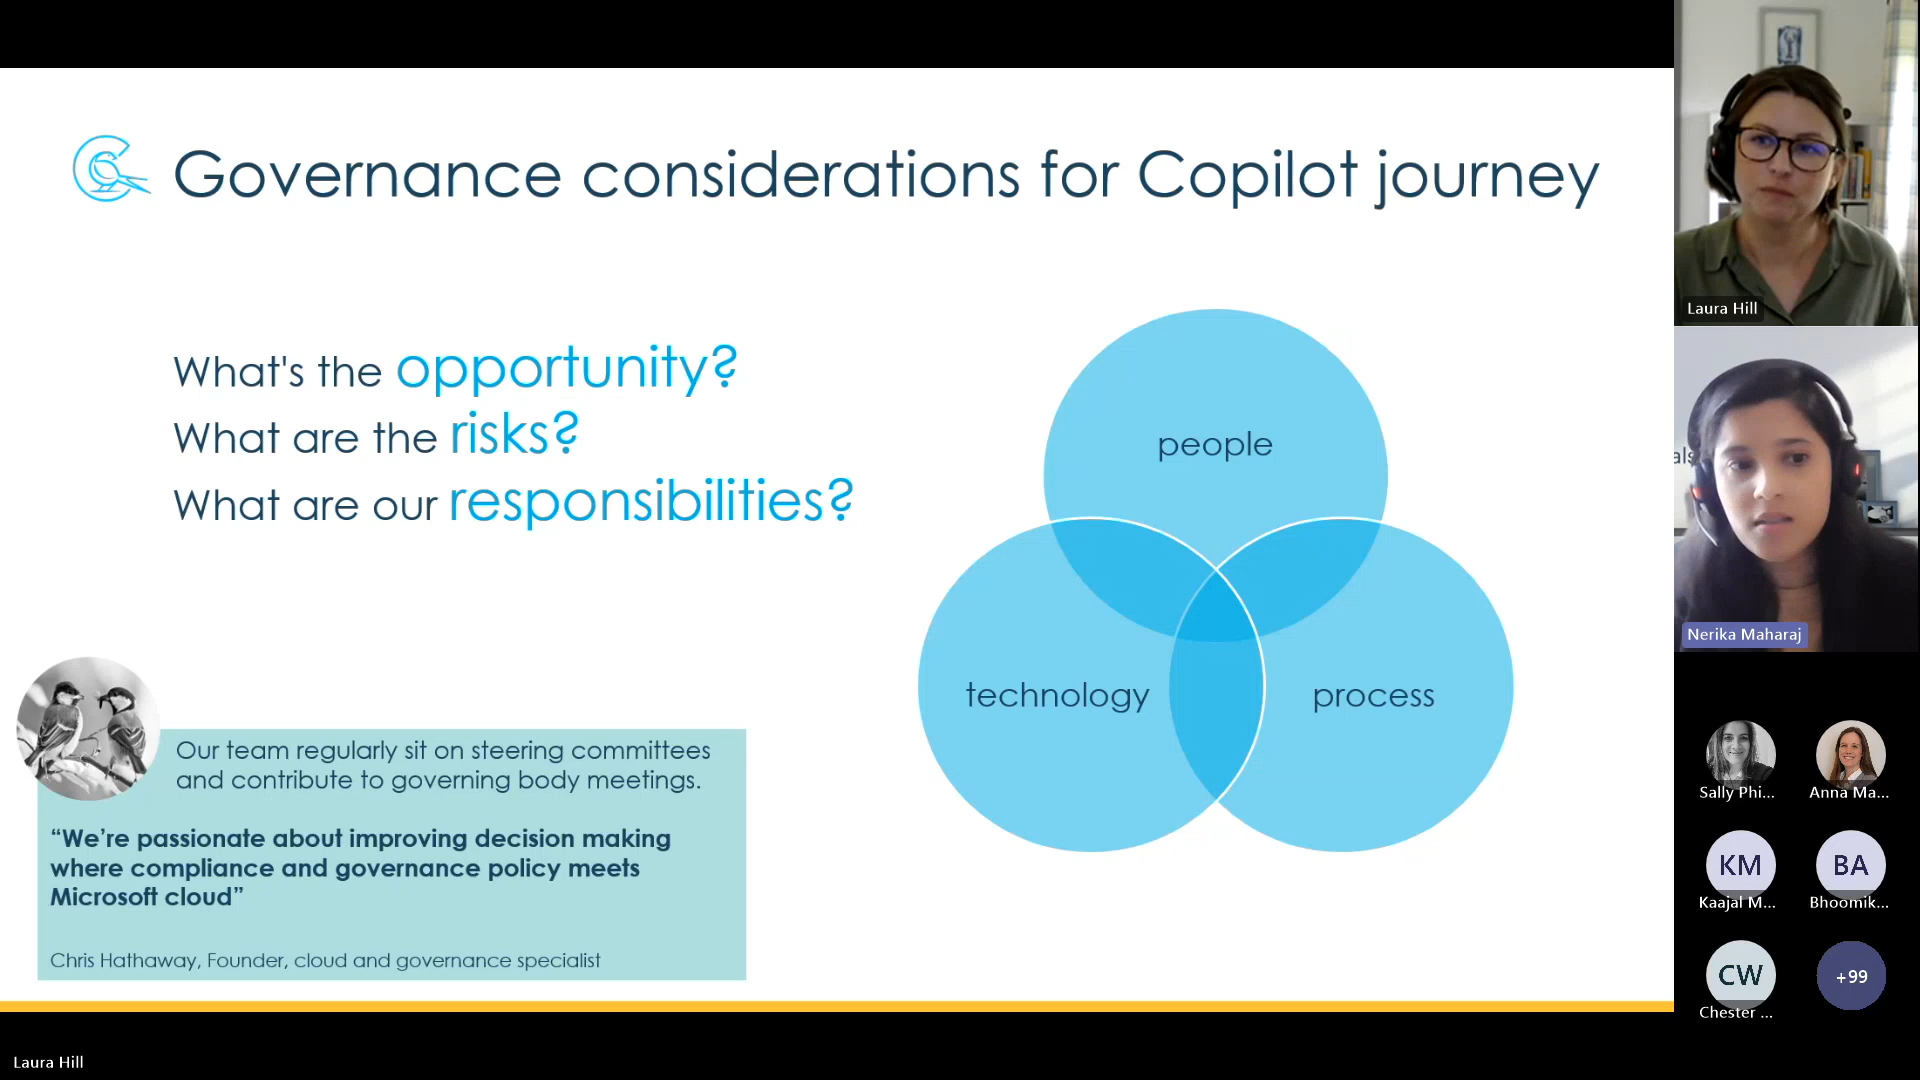 Governance considerations for Copilot journey
What's the opportunity?
What are the risks?
What are our responsibilities?
people
technology
process
Our team regularly sit on steering committees
and contribute to governing body meetings.
“We’re passionate about improving decision making
where compliance and governance policy meets
Microsoft cloud”
Chris Hathaway, Founder, cloud and governance specialist
Laura Hill
als
Nerika Maharaj
Sally Phi...
Anna Ma...
KM
Kaajal M...
BA
Bhoomik...
CW
Chester ...
+99
Laura Hill